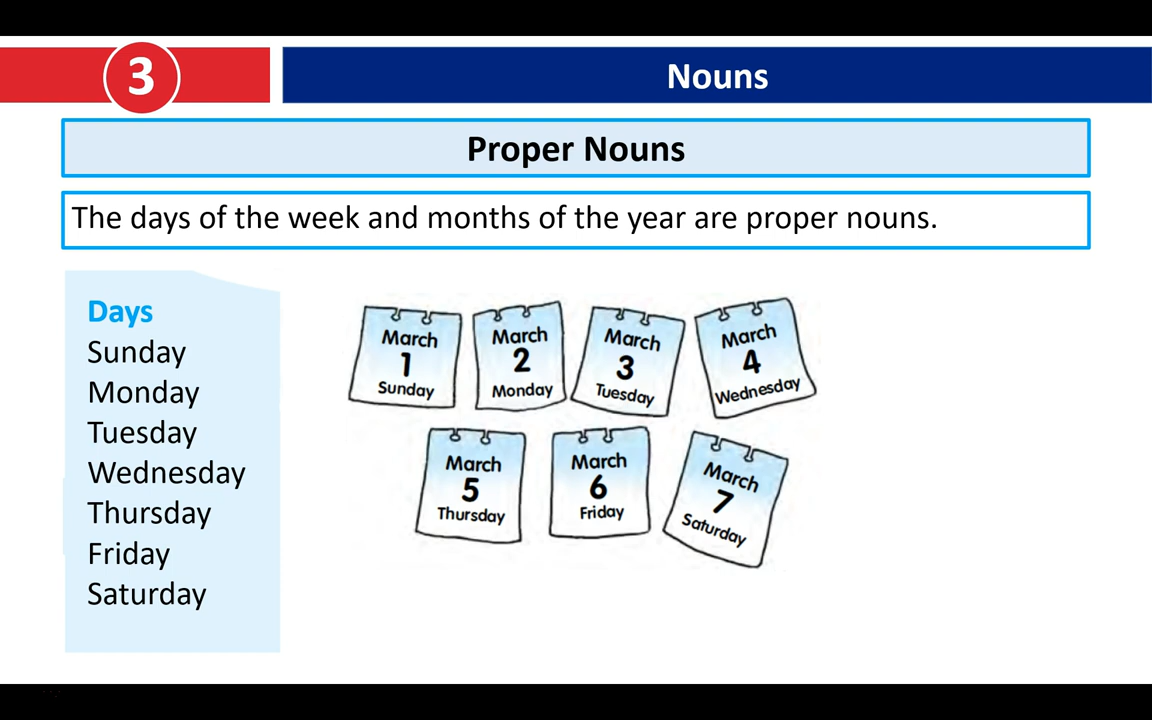 3
Nouns
Proper Nouns
The days of the week and months of the year are proper nouns.
Days
Sunday
Monday
Tuesday
Wednesday
Thursday
Friday
Saturday
March
1
Sunday
March
2
Monday
March
3
Tuesday
March
4
Wednesday
March
5
Thursday
March
6
Friday
March
7
Saturday